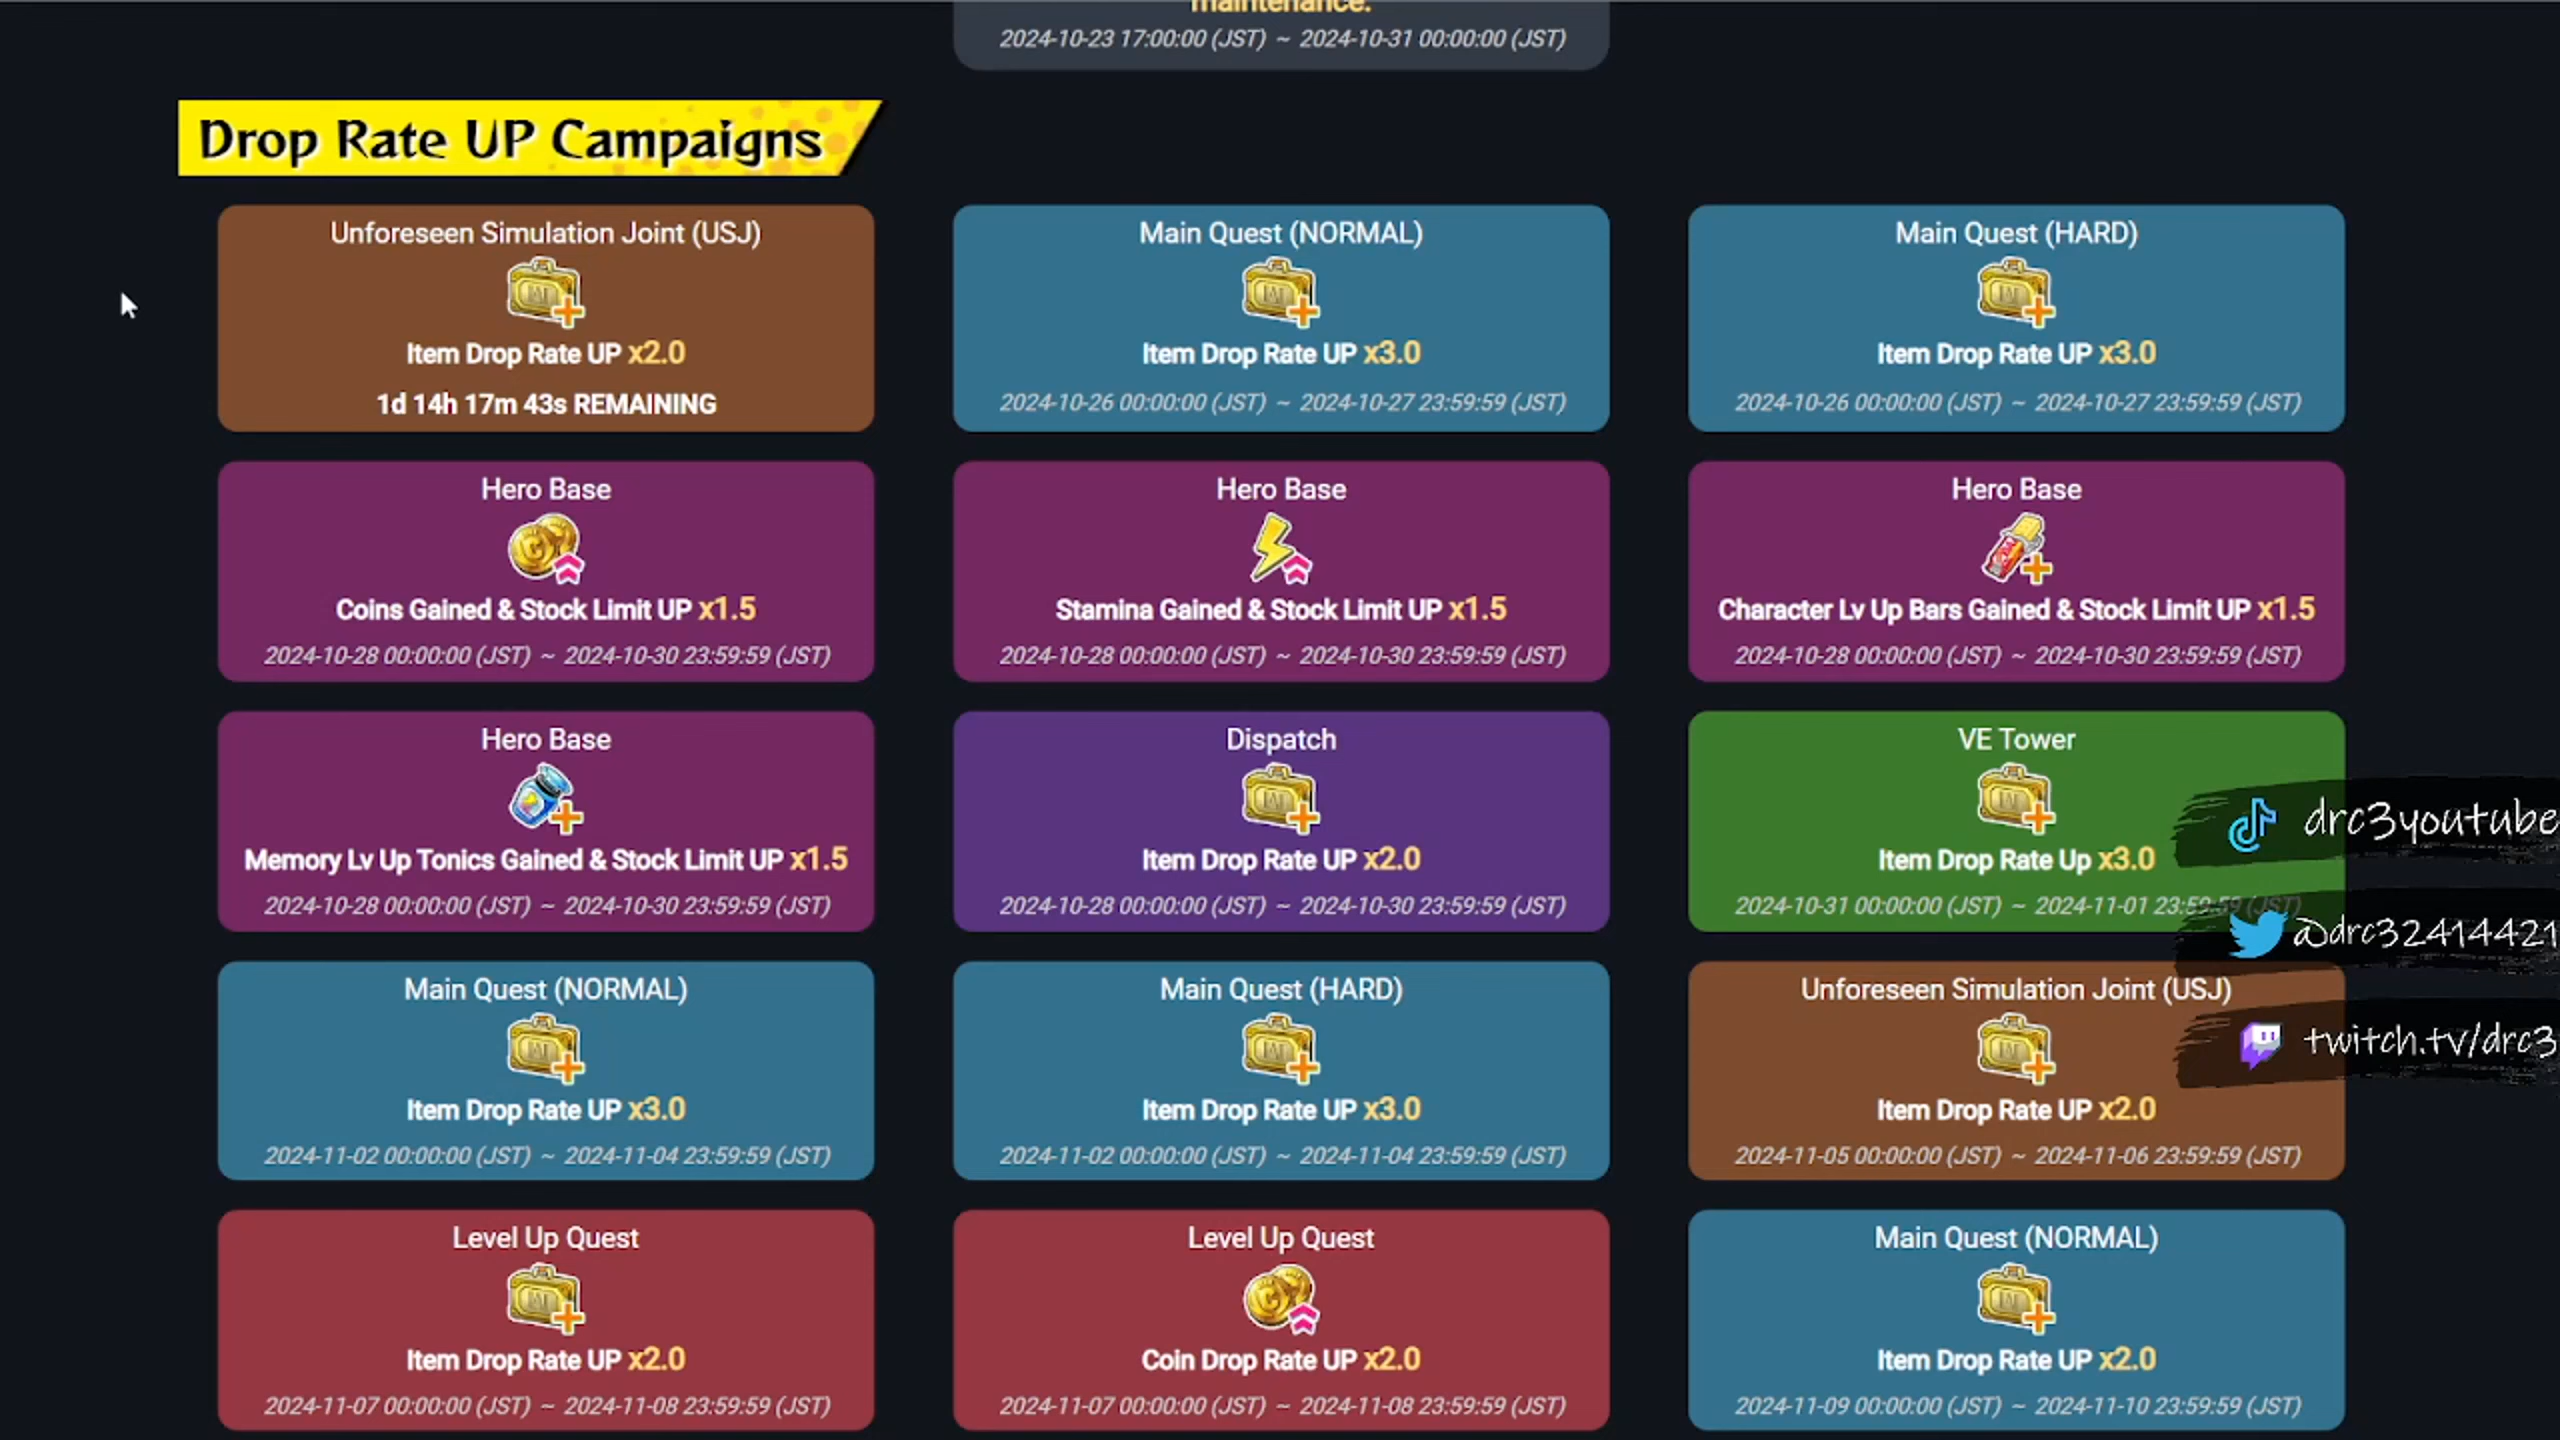 maintenance.
2024-10-23 17:00:00 (JST) ~ 2024-10-31 00:00:00 (JST)
Drop Rate UP Campaigns
Unforeseen Simulation Joint (USJ)
Item Drop Rate UP x2.0
1d 14h 17m 43s REMAINING
Main Quest (NORMAL)
Item Drop Rate UP x3.0
2024-10-26 00:00:00 (JST) ~ 2024-10-27 23:59:59 (JST)
Main Quest (HARD)
Item Drop Rate UP x3.0
2024-10-26 00:00:00 (JST) ~ 2024-10-27 23:59:59 (JST)
Hero Base
Coins Gained & Stock Limit UP x1.5
2024-10-28 00:00:00 (JST) ~ 2024-10-30 23:59:59 (JST)
Hero Base
Stamina Gained & Stock Limit UP x1.5
2024-10-28 00:00:00 (JST) ~ 2024-10-30 23:59:59 (JST)
Hero Base
Character Lv Up Bars Gained & Stock Limit UP x1.5
2024-10-28 00:00:00 (JST) ~ 2024-10-30 23:59:59 (JST)
Hero Base
Memory Lv Up Tonics Gained & Stock Limit UP x1.5
2024-10-28 00:00:00 (JST) ~ 2024-10-30 23:59:59 (JST)
Dispatch
Item Drop Rate UP x2.0
2024-10-28 00:00:00 (JST) ~ 2024-10-30 23:59:59 (JST)
VE Tower
Item Drop Rate Up x3.0
2024-10-31 00:00:00 (JST) ~ 2024-11-01 23:59:59 (JST)
drc3youtube
@drc32414421
twitch.tv/drc3
Main Quest (NORMAL)
Item Drop Rate UP x3.0
2024-11-02 00:00:00 (JST) ~ 2024-11-04 23:59:59 (JST)
Main Quest (HARD)
Item Drop Rate UP x3.0
2024-11-02 00:00:00 (JST) ~ 2024-11-04 23:59:59 (JST)
Unforeseen Simulation Joint (USJ)
Item Drop Rate UP x2.0
2024-11-05 00:00:00 (JST) ~ 2024-11-06 23:59:59 (JST)
Level Up Quest
Item Drop Rate UP x2.0
2024-11-07 00:00:00 (JST) ~ 2024-11-08 23:59:59 (JST)
Level Up Quest
Coin Drop Rate UP x2.0
2024-11-07 00:00:00 (JST) ~ 2024-11-08 23:59:59 (JST)
Main Quest (NORMAL)
Item Drop Rate UP x2.0
2024-11-09 00:00:00 (JST) ~ 2024-11-10 23:59:59 (JST)